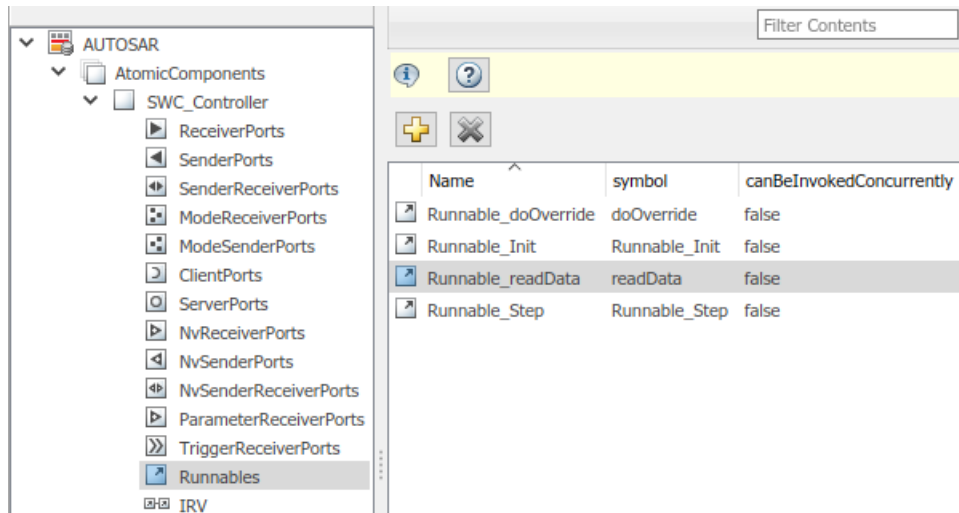 Filter Contents
AUTOSAR
AtomicComponents
SWC_Controller
ReceiverPorts
SenderPorts
SenderReceiverPorts
ModeReceiverPorts
ModeSenderPorts
ClientPorts
ServerPorts
NvReceiverPorts
NvSenderPorts
NvSenderReceiverPorts
ParameterReceiverPorts
TriggerReceiverPorts
Runnables
IRV
Name symbol canBeInvokedConcurrently
Runnable_doOverride doOverride false
Runnable_Init Runnable_Init false
Runnable_readData readData false
Runnable_Step Runnable_Step false